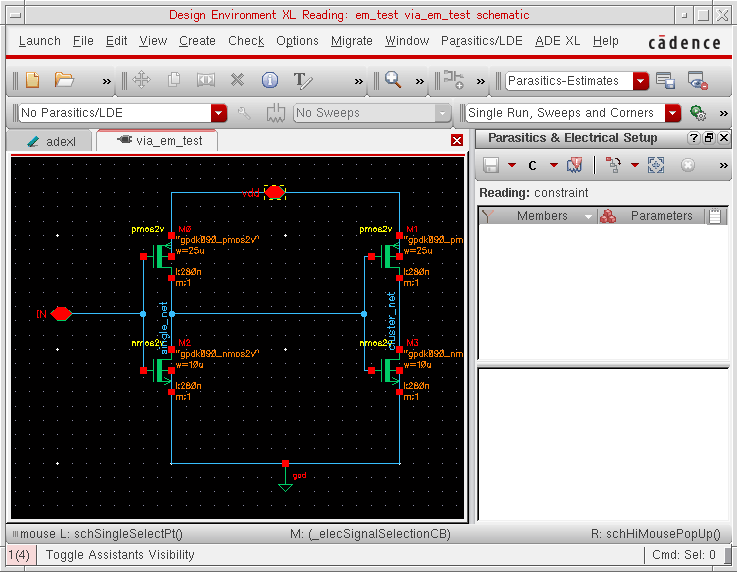 Design Environment XL Reading: em_test via_em_test schematic
Launch File Edit View Create Check Options Migrate Window Parasitics/LDE ADE XL Help cādence
» » » » Parasitics-Estimates
No Parasitics/LDE No Sweeps » Single Run, Sweeps and Corners »
adexl via_em_test Parasitics & Electrical Setup
C »
Reading: constraint
Members Parameters
vdd
pmos2v M0
"gpdk090_pmos2v"
w=25u
l:280n
m:1
pmos2v M1
w=25u
l:280n
m:1
IN
single_net
cluster_net
nmos2v M2
"gpdk090_nmos2v"
w=10u
l:280n
m:1
nmos2v M3
w=10u
l:280n
m:1
gnd
mouse L: schSingleSelectPt() M: (_elecSignalSelectionCB) R: schHiMousePopUp()
1(4) Toggle Assistants Visibility Cmd: Sel: 0